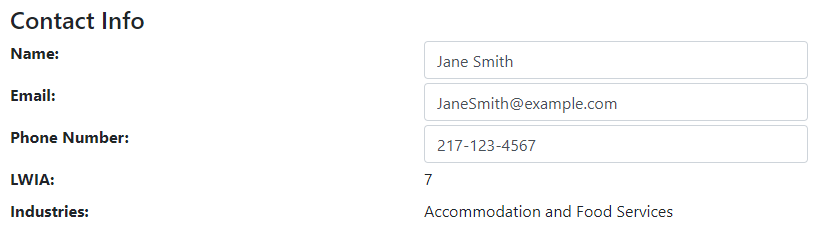 Contact Info
Name: Jane Smith
Email: JaneSmith@example.com
Phone Number: 217-123-4567
LWIA: 7
Industries: Accommodation and Food Services